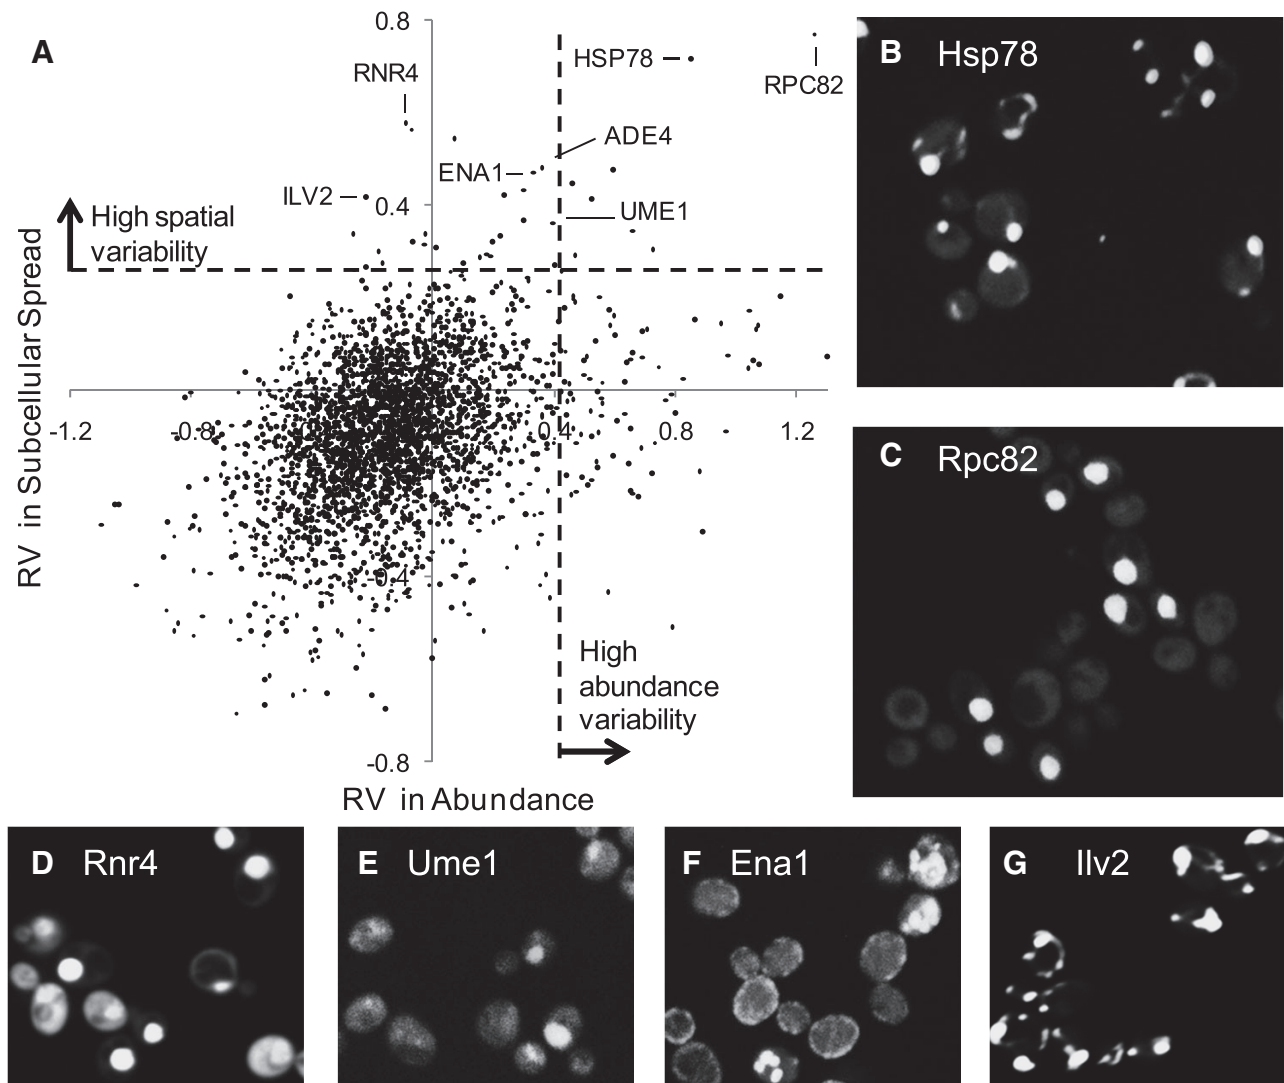 A
0.8
HSP78
RPC82
RNR4
ADE4
ENA1
ILV2
0.4
UME1
High spatial
variability
-1.2
-0.8
0.4
0.8
1.2
-0.4
High
abundance
variability
-0.8
RV in Abundance
RV in Subcellular Spread
B Hsp78
C Rpc82
D Rnr4
E Ume1
F Ena1
G Ilv2